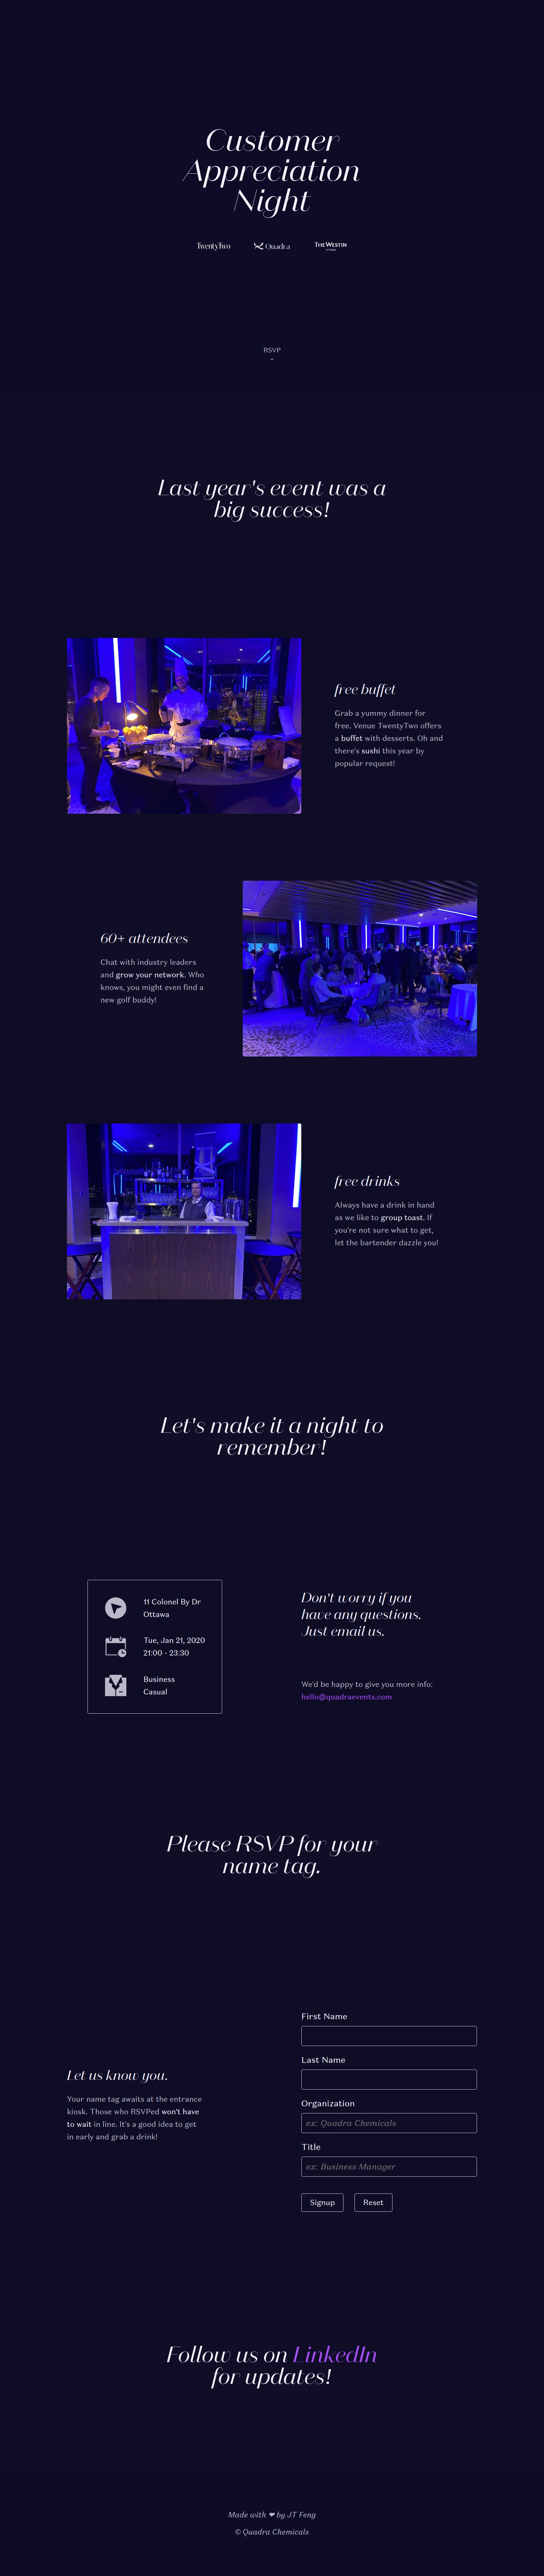 Customer
Appreciation
Night
TwentyTwo
Quadra
THE WESTIN
RSVP
Last year's event was a
big success!
free buffet
Grab a yummy dinner for
free. Venue TwentyTwo offers
a buffet with desserts. Oh and
there's sushi this year by
popular request!
60+ attendees
Chat with industry leaders
and grow your network. Who
knows, you might even find a
new golf buddy!
free drinks
Always have a drink in hand
as we like to group toast. If
you're not sure what to get,
let the bartender dazzle you!
Let's make it a night to
remember!
11 Colonel By Dr
Ottawa
Tue, Jan 21, 2020
21:00 - 23:30
Business
Casual
Don't worry if you
have any questions.
Just email us.
We'd be happy to give you more info:
hello@quadraevents.com
Please RSVP for your
name tag.
Let us know you.
Your name tag awaits at the entrance
kiosk. Those who RSVPed won't have
to wait in line. It's a good idea to get
in early and grab a drink!
First Name
Last Name
Organization
ex: Quadra Chemicals
Title
ex: Business Manager
Signup
Reset
Follow us on LinkedIn
for updates!
Made with ❤ by JT Feng
© Quadra Chemicals